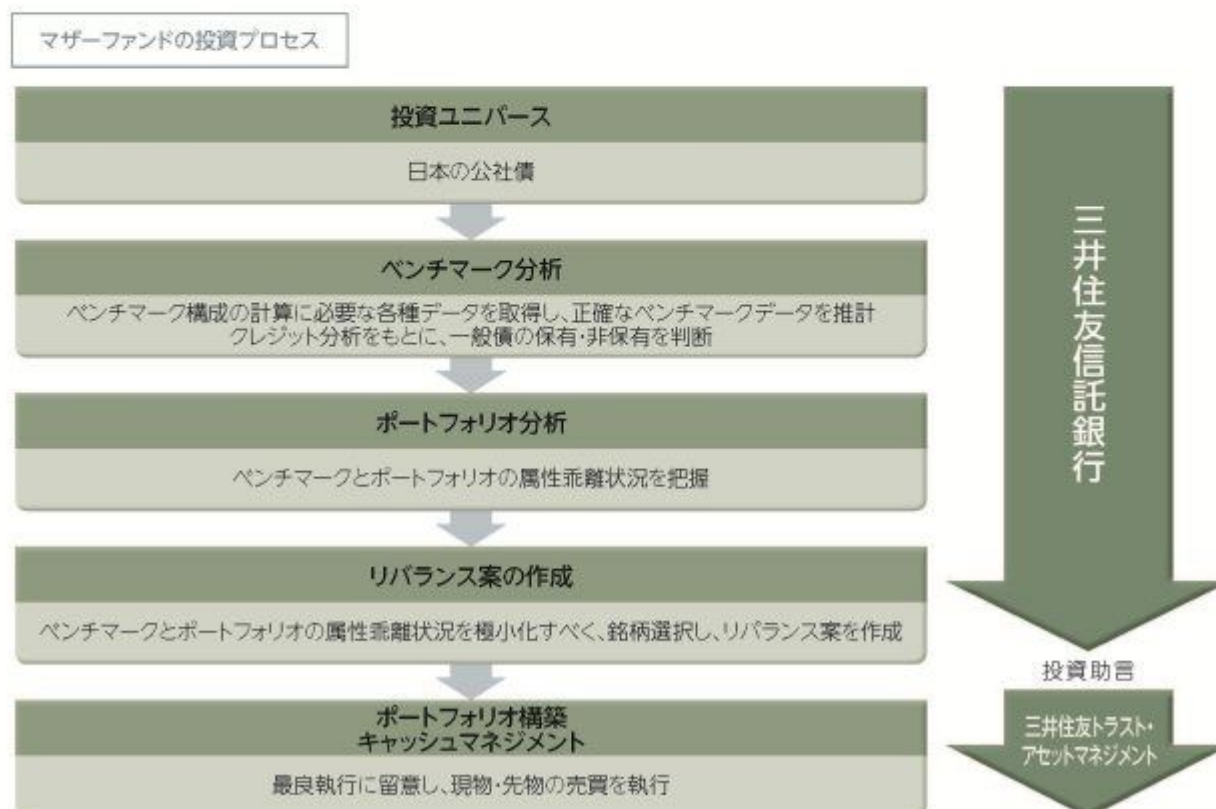 マザーファンドの投資プロセス
投資ユニバース
日本の公社債
ベンチマーク分析
ベンチマーク構成の計算に必要な各種データを取得し、正確なベンチマークデータを推計
クレジット分析をもとに、一般債の保有・非保有を判断
ポートフォリオ分析
ベンチマークとポートフォリオの属性乖離状況を把握
リバランス案の作成
ベンチマークとポートフォリオの属性乖離状況を極小化すべく、銘柄選択し、リバランス案を作成
ポートフォリオ構築
キャッシュマネジメント
最良執行に留意し、現物・先物の売買を執行
三井住友信託銀行
投資助言
三井住友トラスト・
アセットマネジメント